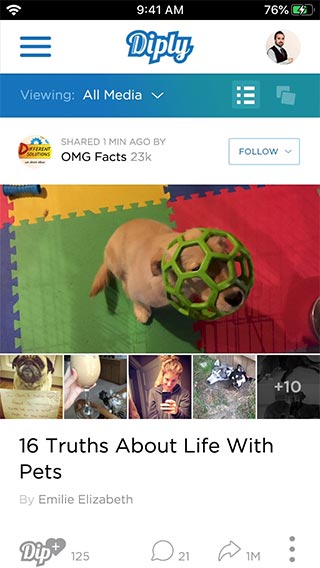 9:41 AM
76%
Diply
Viewing: All Media
SHARED 1 MIN AGO BY
OMG Facts 23k
FOLLOW
DIFFERENT
SOLUTIONS
+10
16 Truths About Life With
Pets
By Emilie Elizabeth
Dip+ 125
21
1M